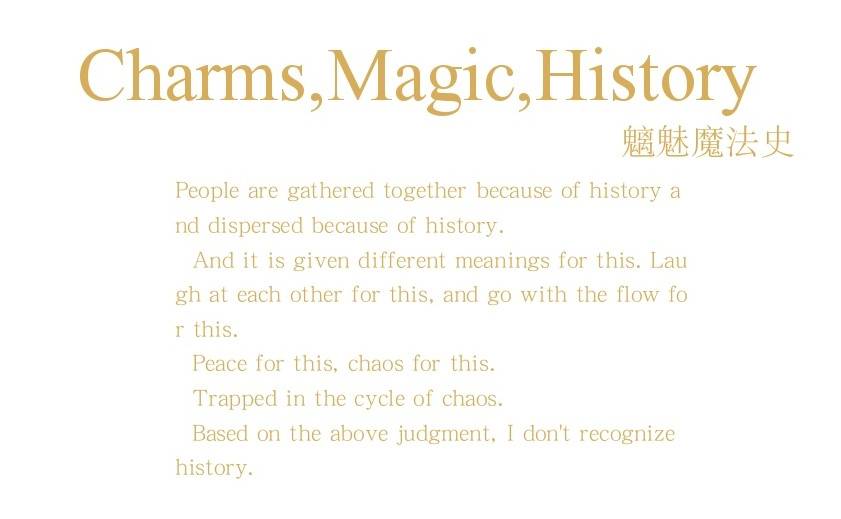 Charms,Magic,History
魑魅魔法史
People are gathered together because of history a
nd dispersed because of history.
And it is given different meanings for this. Lau
gh at each other for this, and go with the flow fo
r this.
Peace for this, chaos for this.
Trapped in the cycle of chaos.
Based on the above judgment, I don't recognize
history.